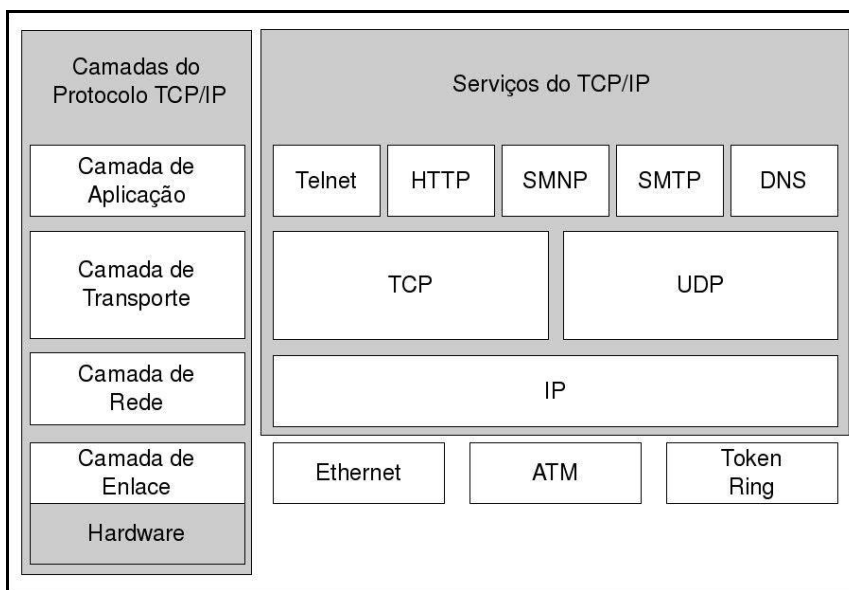 Camadas do
Protocolo TCP/IP
Serviços do TCP/IP
Camada de
Aplicação
Telnet
HTTP
SMNP
SMTP
DNS
Camada de
Transporte
TCP
UDP
Camada de
Rede
IP
Camada de
Enlace
Ethernet
ATM
Token
Ring
Hardware